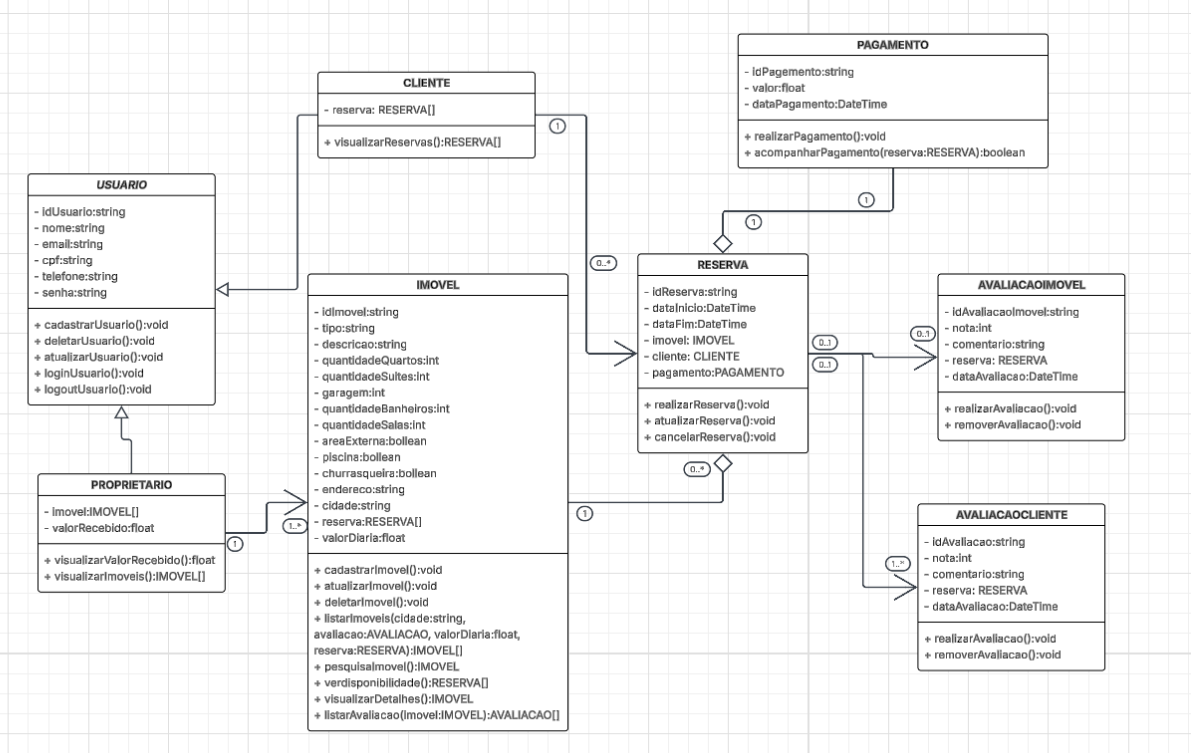 PAGAMENTO
- idPagemento:string
- valor:float
- dataPagamento:DateTime
+ realizarPagamento():void
+ acompanharPagamento(reserva:RESERVA):boolean
1
1
CLIENTE
- reserva: RESERVA[]
+ visualizarReservas():RESERVA[]
1
0..*
USUARIO
- idUsuario:string
- nome:string
- email:string
- cpf:string
- telefone:string
- senha:string
+ cadastrarUsuario():void
+ deletarUsuario():void
+ atualizarUsuario():void
+ loginUsuario():void
+ logoutUsuario():void
PROPRIETARIO
- imovel:IMOVEL[]
- valorRecebido:float
+ visualizarValorRecebido():float
+ visualizarImoveis():IMOVEL[]
1
1..*
IMOVEL
- idImovel:string
- tipo:string
- descricao:string
- quantidadeQuartos:int
- quantidadeSuites:int
- garagem:int
- quantidadeBanheiros:int
- quantidadeSalas:int
- areaExterna:bollean
- piscina:bollean
- churrasqueira:bollean
- endereco:string
- cidade:string
- reserva:RESERVA[]
- valorDiaria:float
+ cadastrarImovel():void
+ atualizarImovel():void
+ deletarImovel():void
+ listarImoveis(cidade:string,
avaliacao:AVALIACAO, valorDiaria:float,
reserva:RESERVA):IMOVEL[]
+ pesquisaImovel():IMOVEL
+ verdisponibilidade():RESERVA[]
+ visualizarDetalhes():IMOVEL
+ listarAvaliacao(imovel:IMOVEL):AVALIACAO[]
1
0..*
RESERVA
- idReserva:string
- dataInicio:DateTime
- dataFim:DateTime
- imovel: IMOVEL
- cliente: CLIENTE
- pagamento:PAGAMENTO
+ realizarReserva():void
+ atualizarReserva():void
+ cancelarReserva():void
0..1
0..1
0..1
AVALIACAOIMOVEL
- idAvaliacaoImovel:string
- nota:int
- comentario:string
- reserva: RESERVA
- dataAvaliacao:DateTime
+ realizarAvaliacao():void
+ removerAvaliacao():void
1..*
AVALIACAOCLIENTE
- idAvaliacao:string
- nota:int
- comentario:string
- reserva: RESERVA
- dataAvaliacao:DateTime
+ realizarAvaliacao():void
+ removerAvaliacao():void